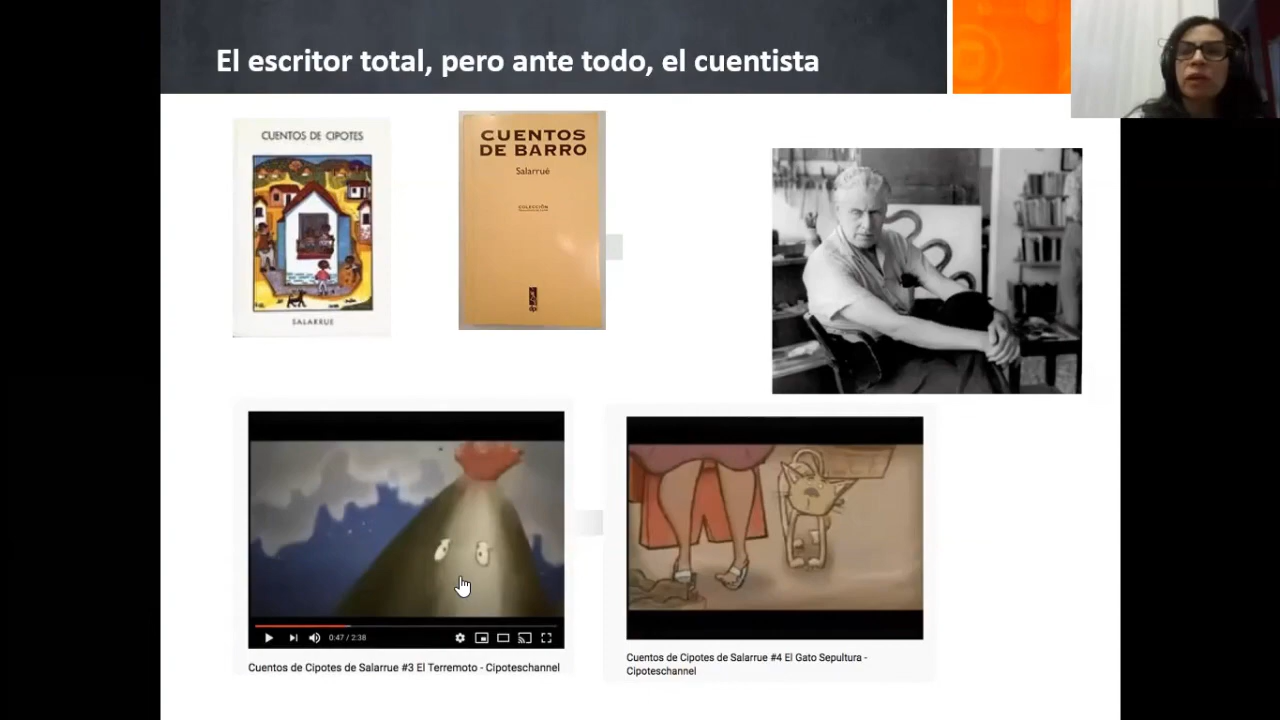 El escritor total, pero ante todo, el cuentista
CUENTOS DE CIPOTES
SALARRUE
CUENTOS
DE BARRO
Salarrué
COLECCIÓN
0:47 / 2:38
Cuentos de Cipotes de Salarrue #3 El Terremoto - Cipoteschannel
Cuentos de Cipotes de Salarrue #4 El Gato Sepultura -
Cipoteschannel